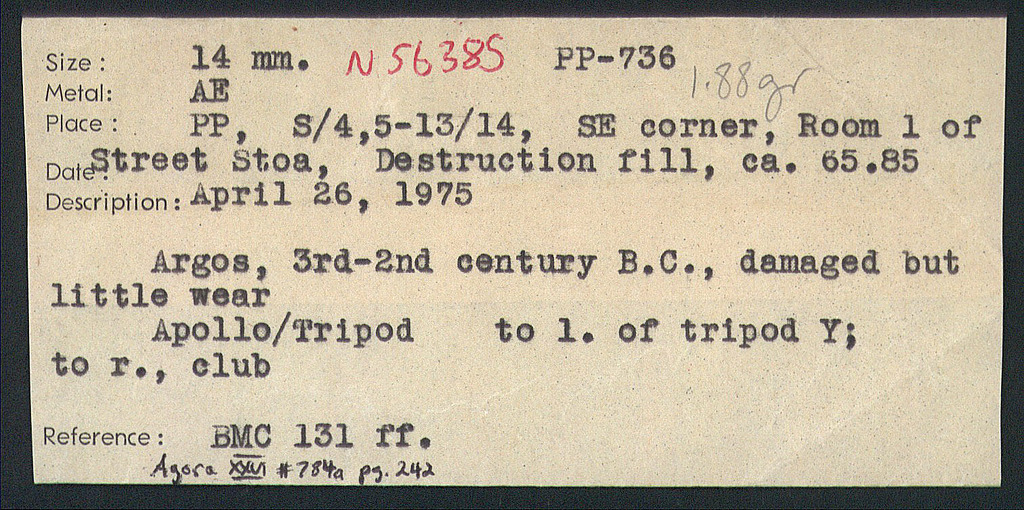 Size: 14 mm. N 56385 PP-736 1.88gr
Metal: AE
Place: PP, S/4,5-13/14, SE corner, Room 1 of
Date: Street Stoa, Destruction fill, ca. 65.85
Description: April 26, 1975
Argos, 3rd-2nd century B.C., damaged but
little wear
Apollo/Tripod to l. of tripod Y;
to r., club
Reference: BMC 131 ff.
Agora XXVI #784a pg. 242